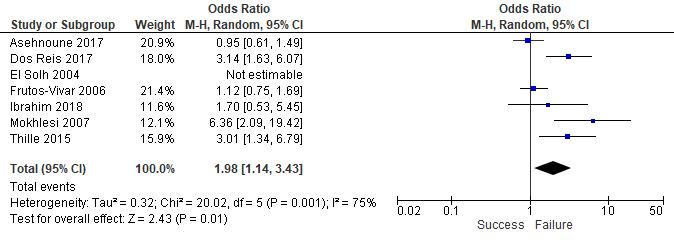 Odds Ratio Odds Ratio
Study or Subgroup Weight M-H, Random, 95% CI M-H, Random, 95% CI
Asehnoune 2017 20.9% 0.95 [0.61, 1.49]
Dos Reis 2017 18.0% 3.14 [1.63, 6.07]
El Solh 2004 Not estimable
Frutos-Vivar 2006 21.4% 1.12 [0.75, 1.69]
Ibrahim 2018 11.6% 1.70 [0.53, 5.45]
Mokhlesi 2007 12.1% 6.36 [2.09, 19.42]
Thille 2015 15.9% 3.01 [1.34, 6.79]
Total (95% CI) 100.0% 1.98 [1.14, 3.43]
Total events
Heterogeneity: Tau² = 0.32; Chi² = 20.02, df = 5 (P = 0.001); I² = 75%
Test for overall effect: Z = 2.43 (P = 0.01)
0.02 0.1 1 10 50
Success Failure